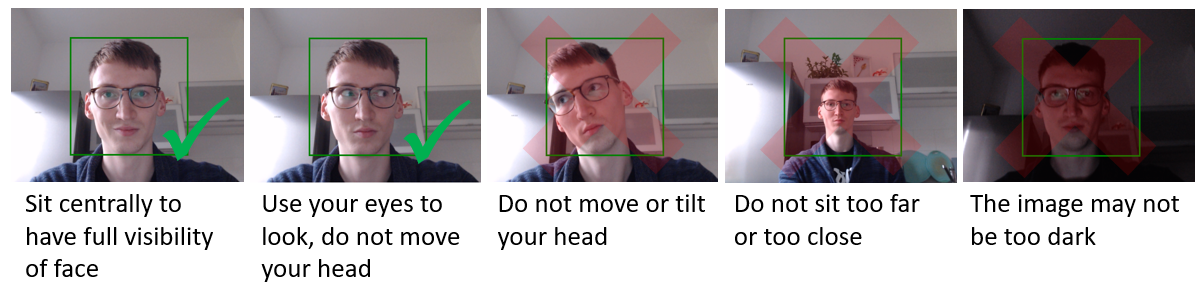 Sit centrally to
have full visibility
of face
Use your eyes to
look, do not move
your head
Do not move or tilt
your head
Do not sit too far
or too close
The image may not
be too dark